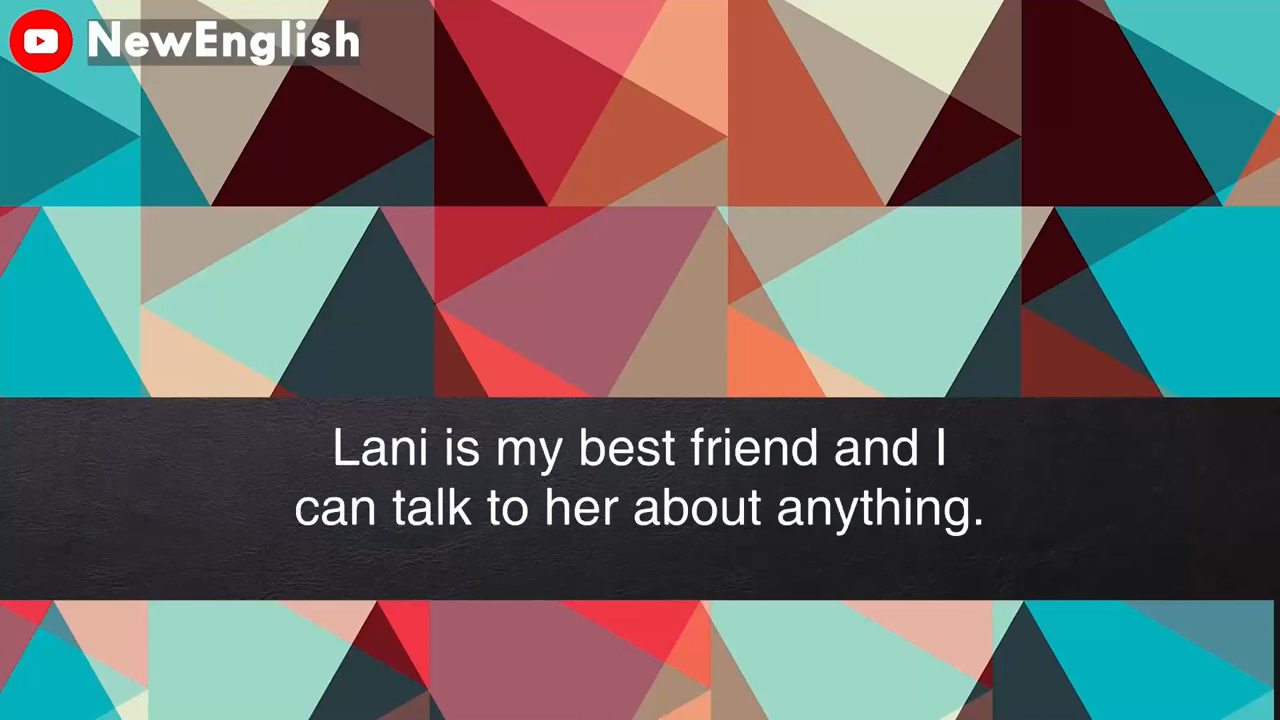 NewEnglish
Lani is my best friend and I
can talk to her about anything.